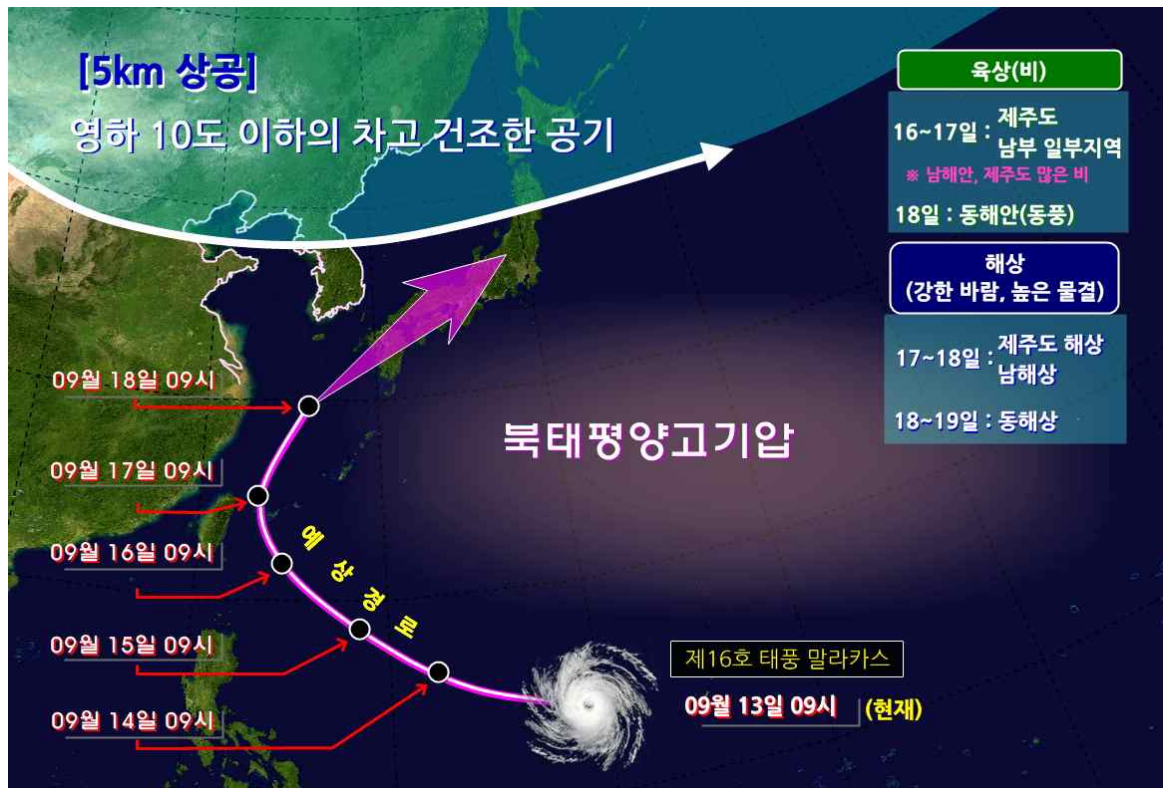 [5km 상공]
영하 10도 이하의 차고 건조한 공기
육상(비)
16~17일 : 제주도
남부 일부지역
※ 남해안, 제주도 많은 비
18일 : 동해안(동풍)
해상
(강한 바람, 높은 물결)
17~18일 : 제주도 해상
남해상
18~19일 : 동해상
북태평양고기압
09월 18일 09시
09월 17일 09시
09월 16일 09시
09월 15일 09시
09월 14일 09시
예상경로
제16호 태풍 말라카스
09월 13일 09시 (현재)